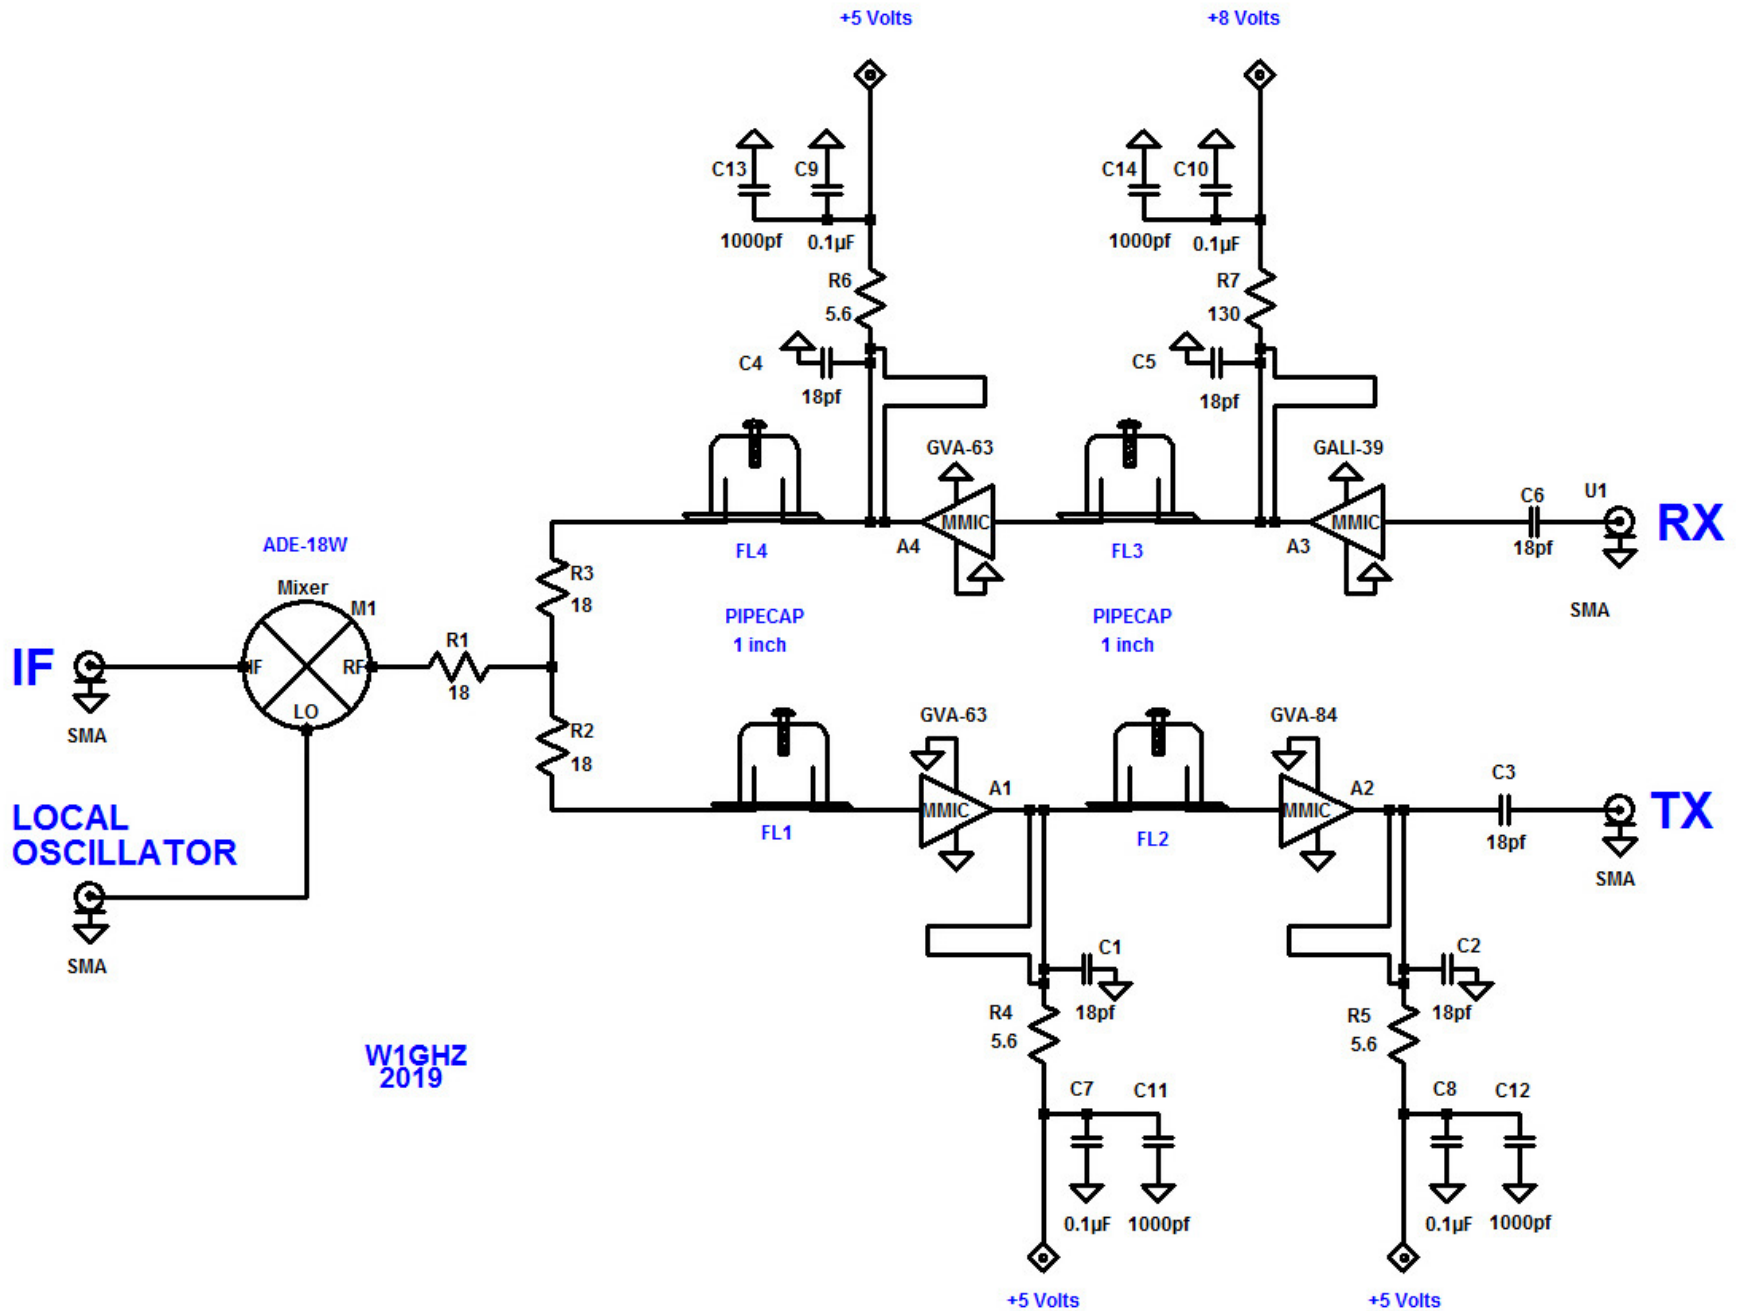 +5 Volts
+8 Volts
C13
C9
C14
C10
1000pf
0.1µF
1000pf
0.1µF
R6
5.6
R7
130
C4
18pf
C5
18pf
GVA-63
GALI-39
MMIC
MMIC
C6
18pf
U1
RX
SMA
A4
A3
FL4
FL3
PIPECAP
1 inch
PIPECAP
1 inch
ADE-18W
Mixer
M1
R3
18
IF
SMA
IF
RF
LO
R1
18
R2
18
GVA-63
GVA-84
MMIC
A1
MMIC
A2
C3
18pf
TX
SMA
FL1
FL2
LOCAL
OSCILLATOR
SMA
C1
18pf
C2
18pf
R4
5.6
R5
5.6
W1GHZ
2019
C7
C11
C8
C12
0.1µF
1000pf
0.1µF
1000pf
+5 Volts
+5 Volts